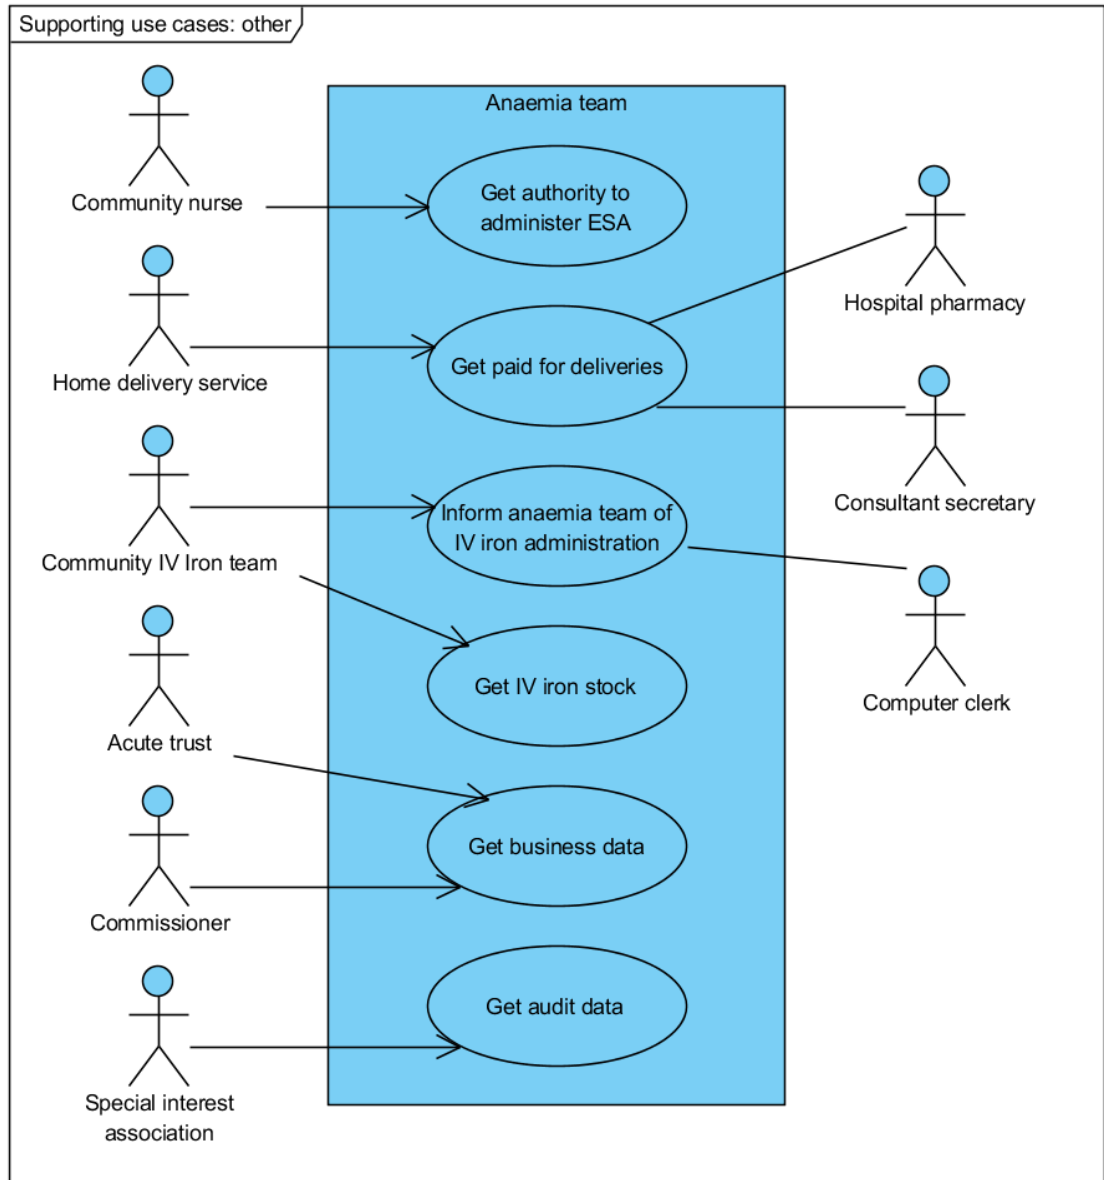 Supporting use cases: other
Anaemia team
Community nurse
Get authority to
administer ESA
Hospital pharmacy
Home delivery service
Get paid for deliveries
Consultant secretary
Community IV Iron team
Inform anaemia team of
IV iron administration
Computer clerk
Get IV iron stock
Acute trust
Get business data
Commissioner
Get audit data
Special interest
association